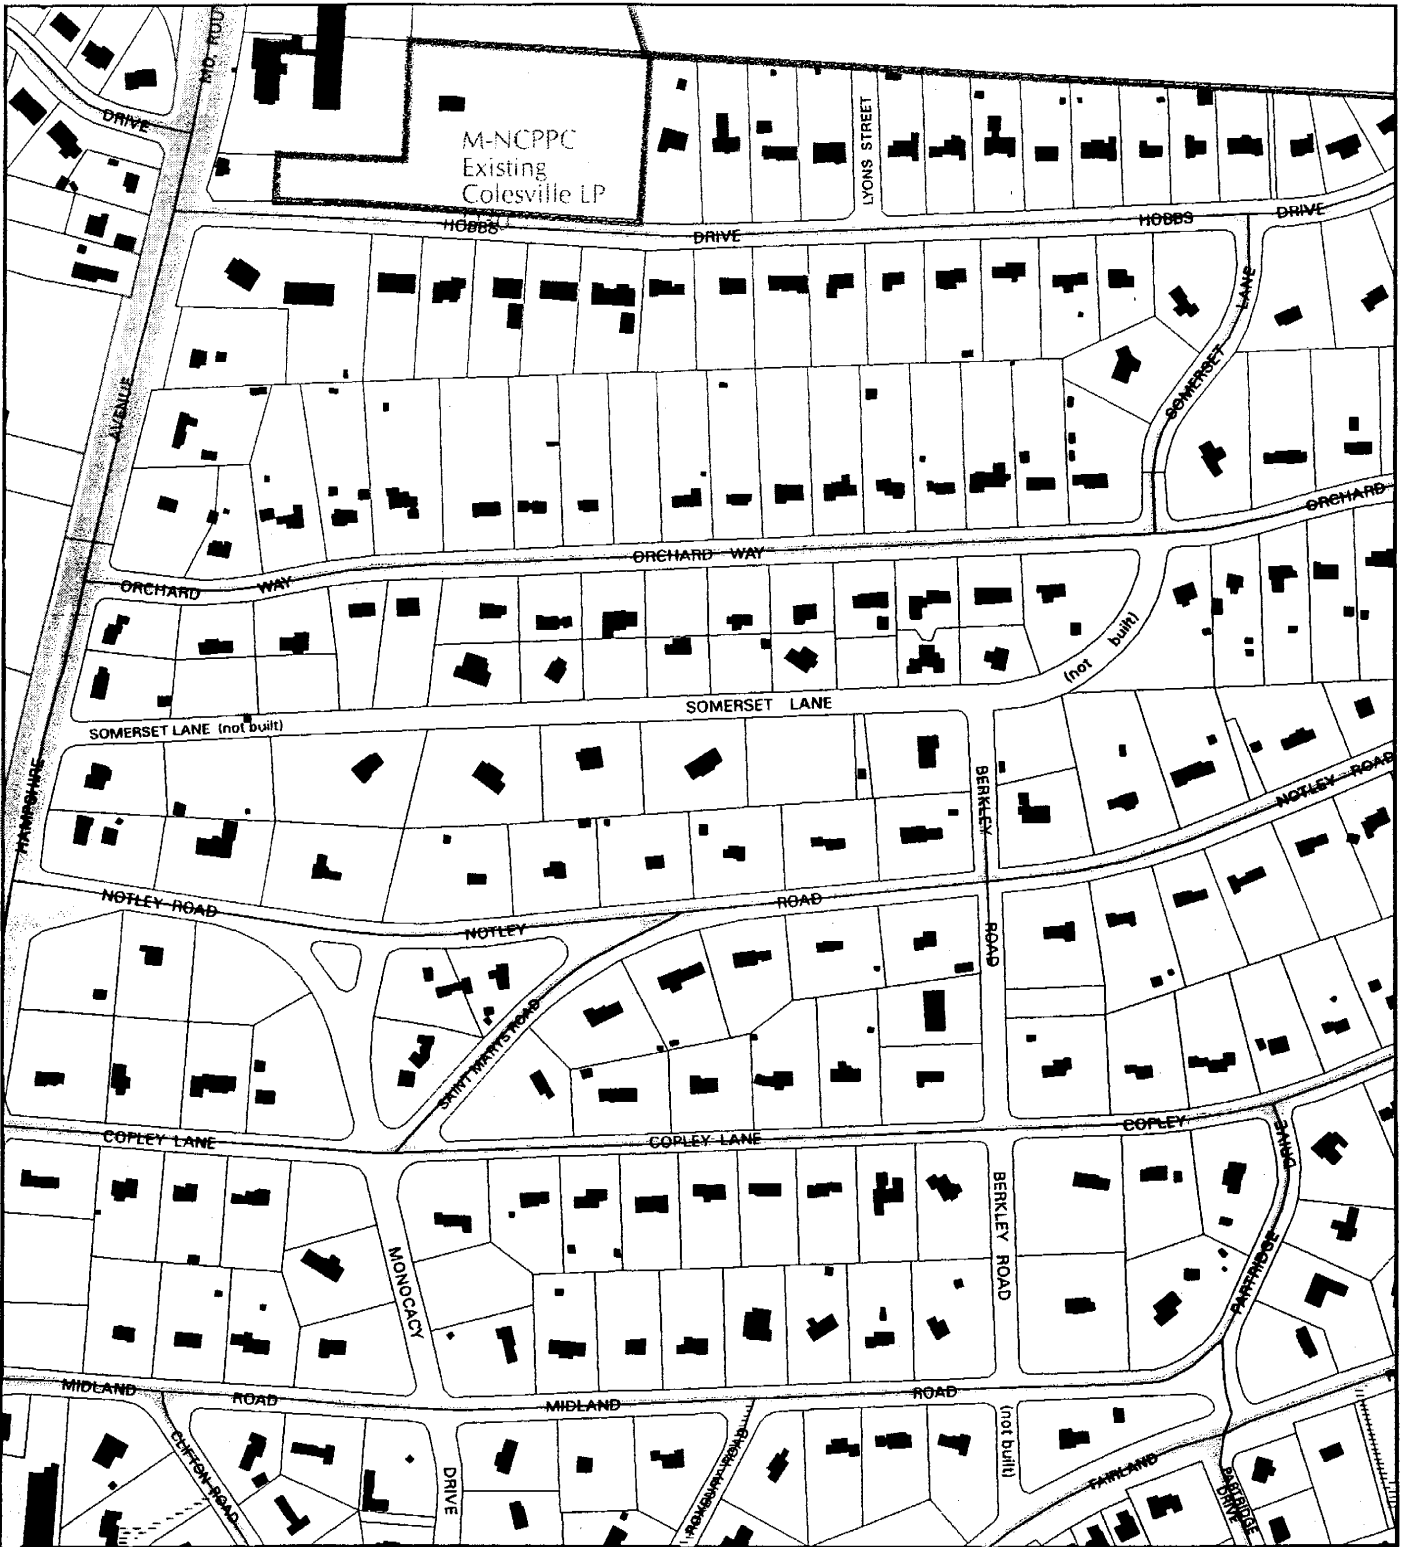 MD. ROU
DRIVE
M-NCPPC
Existing
Colesville LP
LYONS STREET
HOBBS
DRIVE
HOBBS
DRIVE
LANE
SOMERSET
AVENUE
ORCHARD
ORCHARD WAY
ORCHARD WAY
(not built)
SOMERSET LANE
SOMERSET LANE (not built)
BERKLEY
HAMPSHIRE
NOTLEY ROAD
NOTLEY ROAD
ROAD
NOTLEY
ROAD
SAINT MARYS ROAD
COPLEY LANE
COPLEY LANE
COPLEY
DRIVE
MONOCACY
BERKLEY ROAD
PARTRIDGE
MIDLAND
ROAD
MIDLAND
ROAD
CLIFTON ROAD
DRIVE
ROXBURY ROAD
(not built)
FAIRLAND
PARTRIDGE
DRIVE